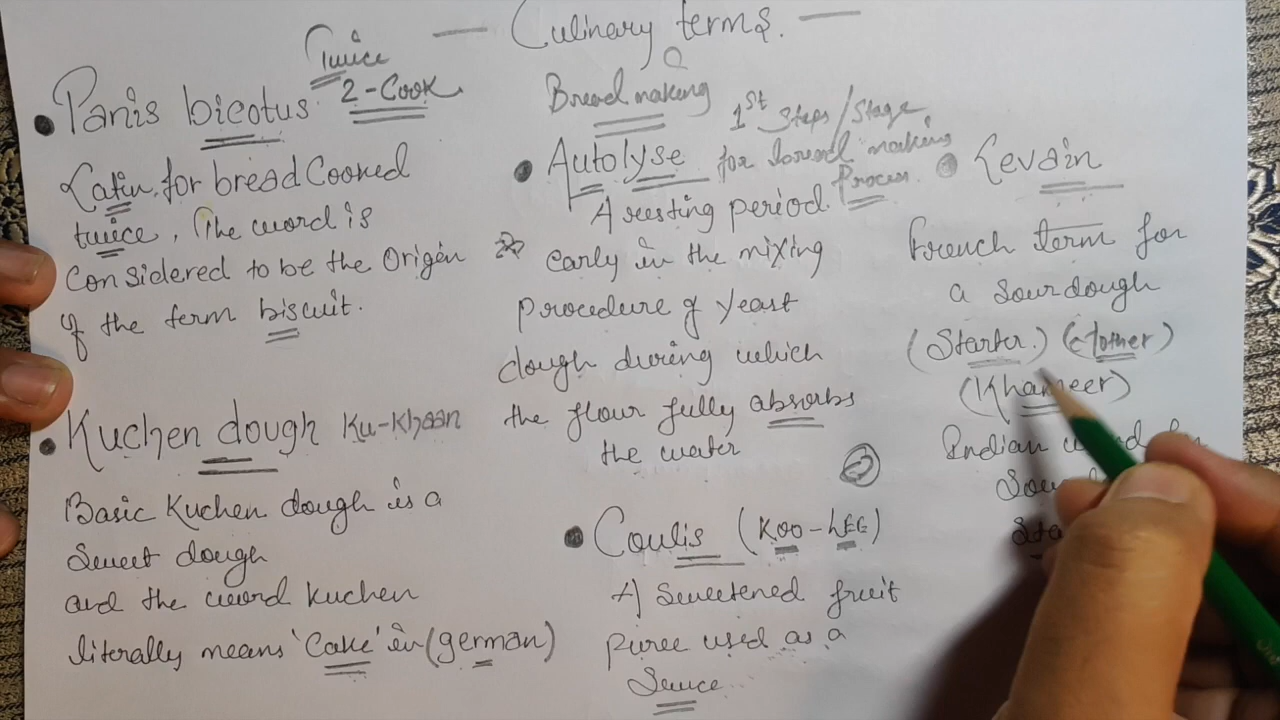 — Culinary terms. —
Twice
• Panis bicotus. 2-Cook
Latin for bread Cooked
twice. The word is
Considered to be the Origin
of the term biscuit.
• Kuchen dough Ku-Khaan
Basic Kuchen dough is a
Sweet dough
and the word kuchen
literally means 'Cake' in (german)
Bread making
1st Steps/Stage
• Autolyse for bread making
Process.
A resting period
early in the mixing
Procedure of yeast
dough during which
the flour fully absorbs
the water
• Coulis (Koo-LEE)
A Sweetened fruit
puree used as a
Sauce
• Levain
French term for
a Sourdough
(Starter.) (Mother)
(Khameer)
Indian